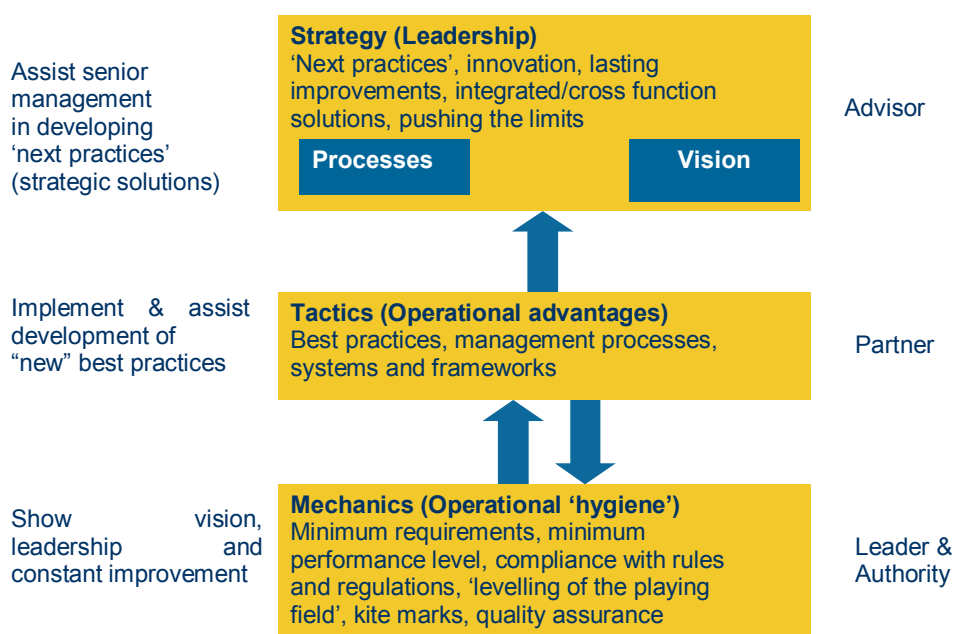 Assist senior
management
in developing
‘next practices’
(strategic solutions)
Strategy (Leadership)
‘Next practices’, innovation, lasting
improvements, integrated/cross function
solutions, pushing the limits
Processes
Vision
Advisor
Implement & assist
development of
“new” best practices
Tactics (Operational advantages)
Best practices, management processes,
systems and frameworks
Partner
Show vision,
leadership and
constant improvement
Mechanics (Operational ‘hygiene’)
Minimum requirements, minimum
performance level, compliance with rules
and regulations, ‘levelling of the playing
field’, kite marks, quality assurance
Leader &
Authority